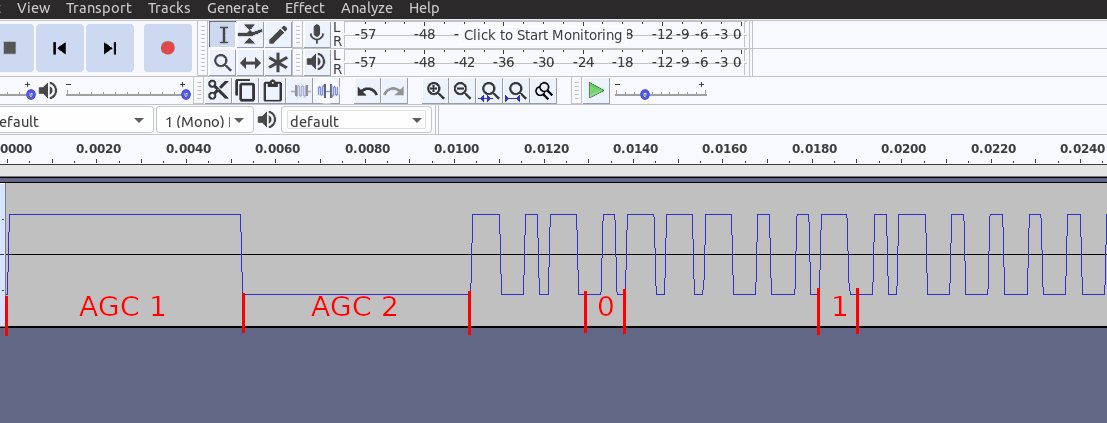 View Transport Tracks Generate Effect Analyze Help
L
R
-57 -48 - Click to Start Monitoring 8 -12 -9 -6 -3 0
L
R
-57 -48 -42 -36 -30 -24 -18 -12 -9 -6 -3 0
- +
- +
- +
efault 1 (Mono) default
0000 0.0020 0.0040 0.0060 0.0080 0.0100 0.0120 0.0140 0.0160 0.0180 0.0200 0.0220 0.0240
AGC 1 AGC 2 0 1